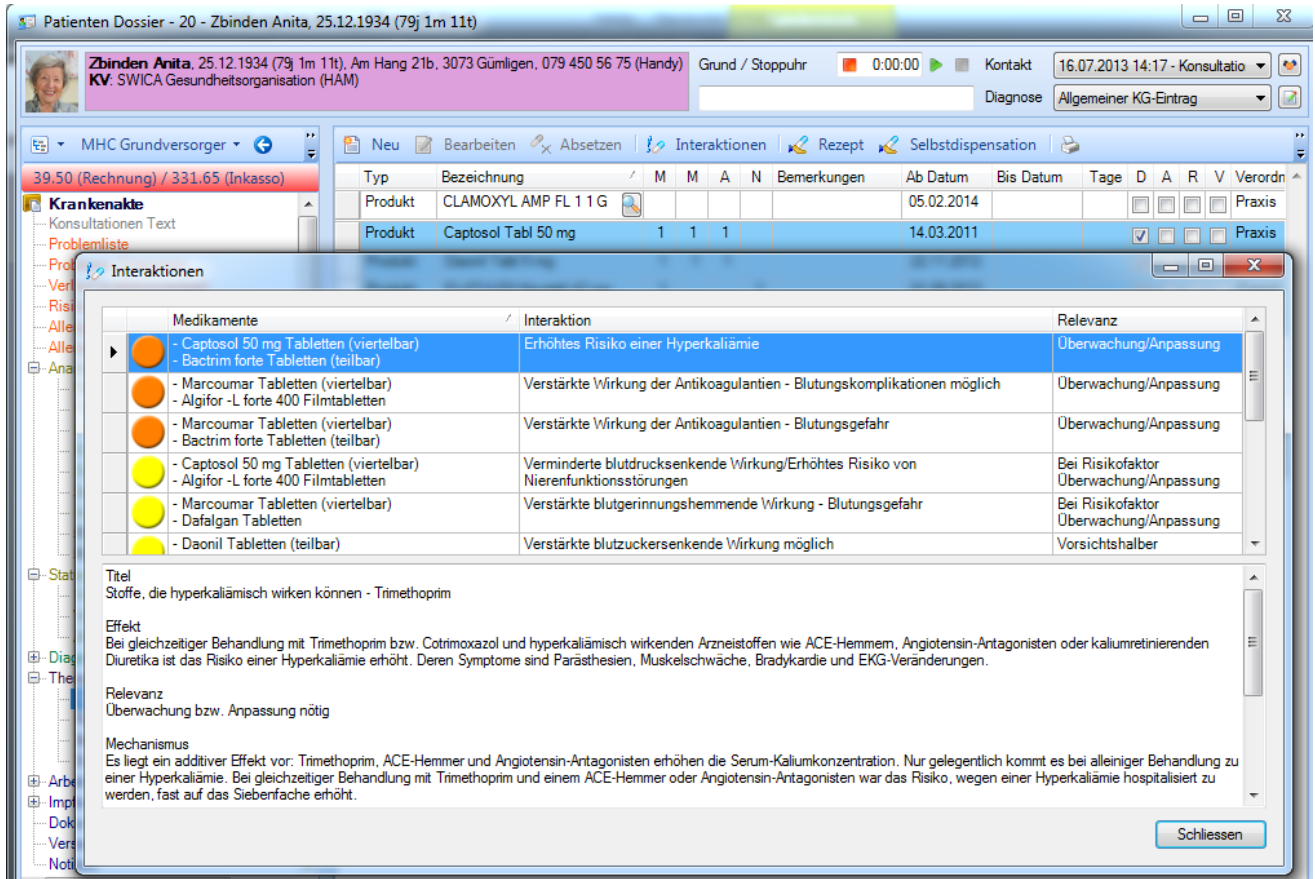 Patienten Dossier - 20 - Zbinden Anita, 25.12.1934 (79j 1m 11t)
Zbinden Anita, 25.12.1934 (79j 1m 11t), Am Hang 21b, 3073 Gümligen, 079 450 56 75 (Handy)
KV: SWICA Gesundheitsorganisation (HAM)
Grund / Stoppuhr 0:00:00 Kontakt 16.07.2013 14:17 - Konsultatio
Diagnose Allgemeiner KG-Eintrag
MHC Grundversorger
Neu Bearbeiten Absetzen Interaktionen Rezept Selbstdispensation
39.50 (Rechnung) / 331.65 (Inkasso)
Typ Bezeichnung M M A N Bemerkungen Ab Datum Bis Datum Tage D A R V Verordn
Produkt CLAMOXYL AMP FL 1 1 G 05.02.2014 Praxis
Produkt Captosol Tabl 50 mg 1 1 1 14.03.2011 Praxis
Krankenakte
Konsultationen Text
Problemliste
Prob
Verl
Risi
Alle
Alle
Ana
Stat
Diag
The
Arbe
Impf
Dok
Vers
Noti
Interaktionen
Medikamente Interaktion Relevanz
- Captosol 50 mg Tabletten (viertelbar) Erhöhtes Risiko einer Hyperkaliämie Überwachung/Anpassung
- Bactrim forte Tabletten (teilbar)
- Marcoumar Tabletten (viertelbar) Verstärkte Wirkung der Antikoagulantien - Blutungskomplikationen möglich Überwachung/Anpassung
- Algifor -L forte 400 Filmtabletten
- Marcoumar Tabletten (viertelbar) Verstärkte Wirkung der Antikoagulantien - Blutungsgefahr Überwachung/Anpassung
- Bactrim forte Tabletten (teilbar)
- Captosol 50 mg Tabletten (viertelbar) Verminderte blutdrucksenkende Wirkung/Erhöhtes Risiko von Bei Risikofaktor
- Algifor -L forte 400 Filmtabletten Nierenfunktionsstörungen Überwachung/Anpassung
- Marcoumar Tabletten (viertelbar) Verstärkte blutgerinnungshemmende Wirkung - Blutungsgefahr Bei Risikofaktor
- Dafalgan Tabletten Überwachung/Anpassung
- Daonil Tabletten (teilbar) Verstärkte blutzuckersenkende Wirkung möglich Vorsichtshalber
Titel
Stoffe, die hyperkaliämisch wirken können - Trimethoprim
Effekt
Bei gleichzeitiger Behandlung mit Trimethoprim bzw. Cotrimoxazol und hyperkaliämisch wirkenden Arzneistoffen wie ACE-Hemmern, Angiotensin-Antagonisten oder kaliumretinierenden
Diuretika ist das Risiko einer Hyperkaliämie erhöht. Deren Symptome sind Parästhesien, Muskelschwäche, Bradykardie und EKG-Veränderungen.
Relevanz
Überwachung bzw. Anpassung nötig
Mechanismus
Es liegt ein additiver Effekt vor: Trimethoprim, ACE-Hemmer und Angiotensin-Antagonisten erhöhen die Serum-Kaliumkonzentration. Nur gelegentlich kommt es bei alleiniger Behandlung zu
einer Hyperkaliämie. Bei gleichzeitiger Behandlung mit Trimethoprim und einem ACE-Hemmer oder Angiotensin-Antagonisten war das Risiko, wegen einer Hyperkaliämie hospitalisiert zu
werden, fast auf das Siebenfache erhöht.
Schliessen